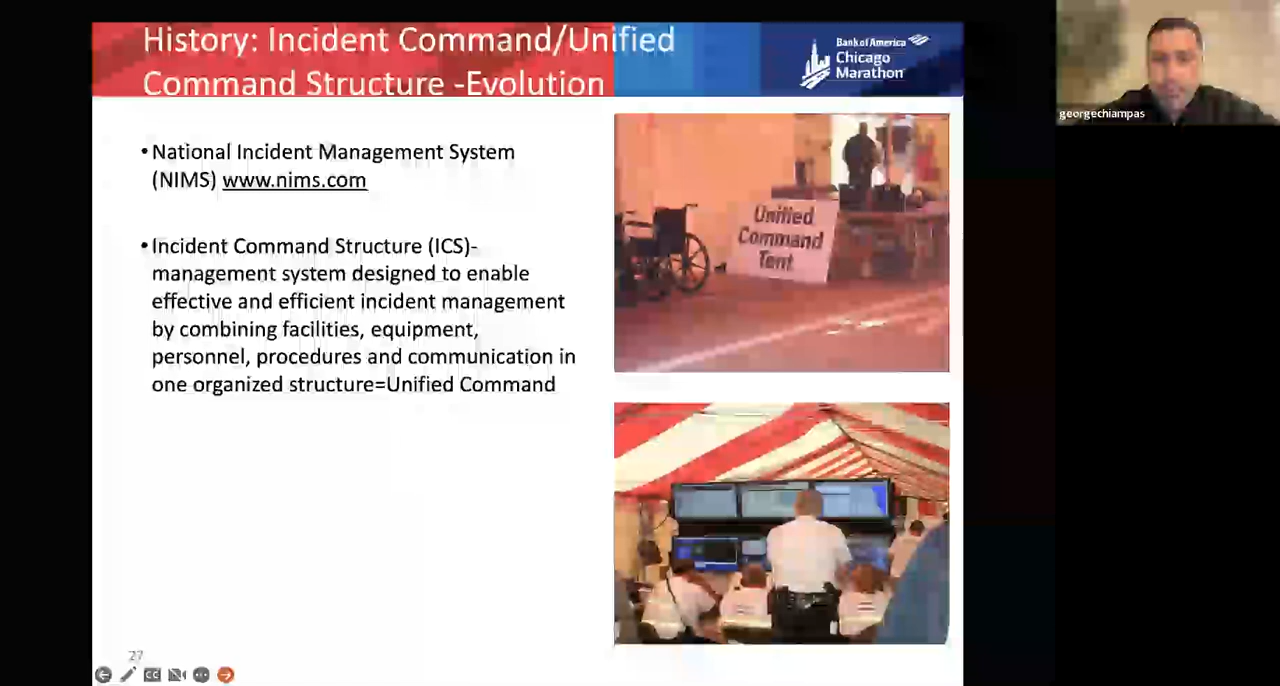 History: Incident Command/Unified
Command Structure -Evolution
Bank of America
Chicago
Marathon
georgechiampas
•National Incident Management System
(NIMS) www.nims.com
•Incident Command Structure (ICS)-
management system designed to enable
effective and efficient incident management
by combining facilities, equipment,
personnel, procedures and communication in
one organized structure=Unified Command
Unified
Command
Tent
27
CC